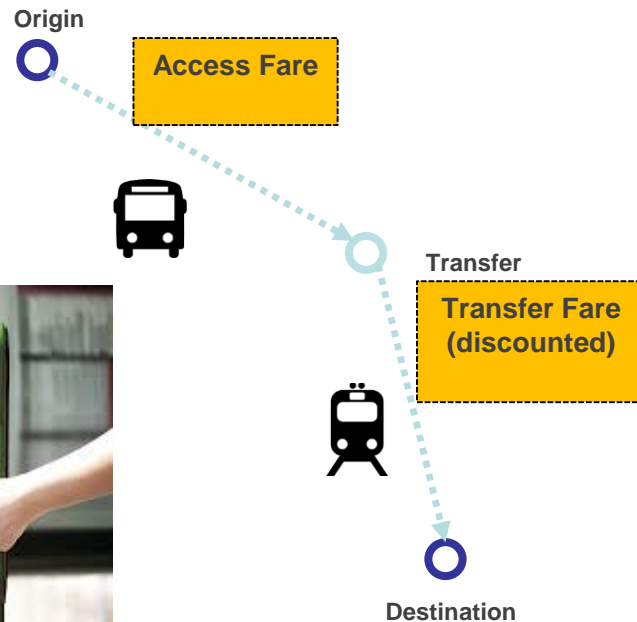 Origin
Access Fare
Transfer
Transfer Fare
(discounted)
Destination